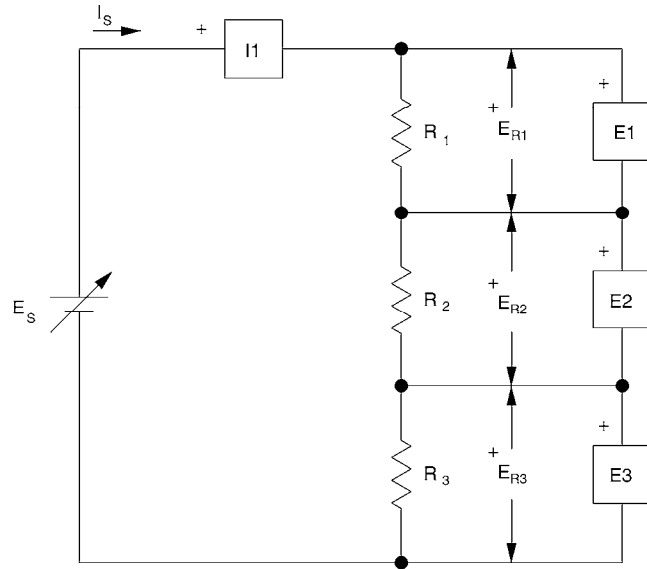 I_S
+
I1
+
E1
R_1
+
E_R1
+
E2
R_2
+
E_R2
E_S
+
E3
R_3
+
E_R3